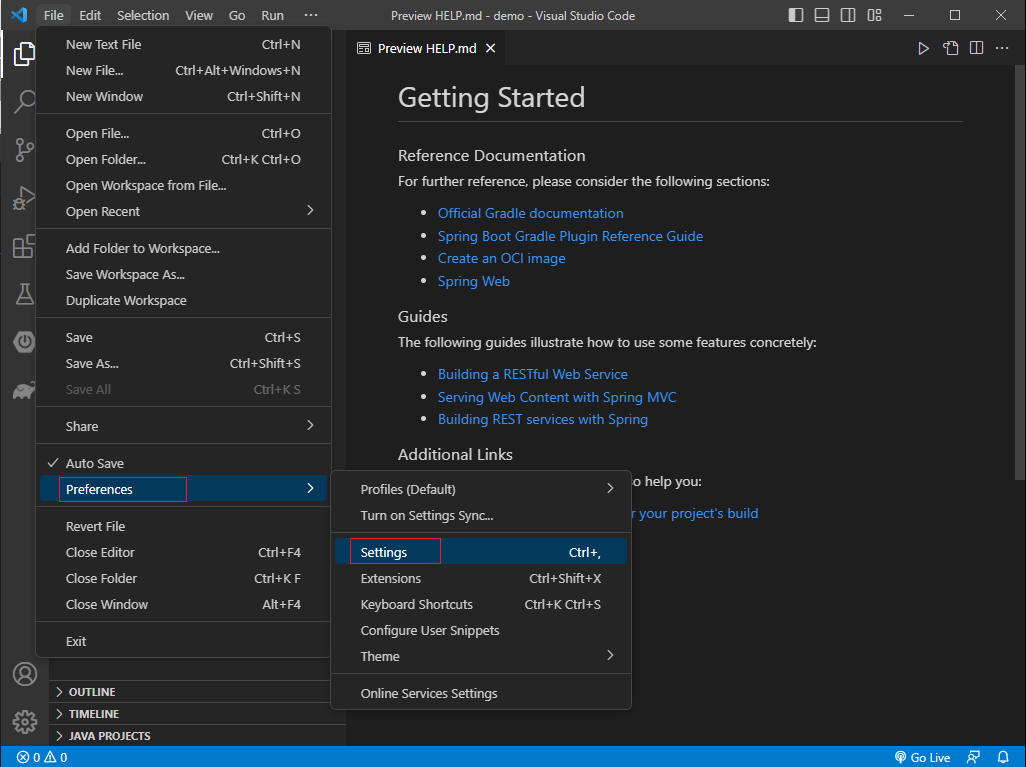 File Edit Selection View Go Run ··· Preview HELP.md - demo - Visual Studio Code
New Text File Ctrl+N
New File... Ctrl+Alt+Windows+N
New Window Ctrl+Shift+N
Open File... Ctrl+O
Open Folder... Ctrl+K Ctrl+O
Open Workspace from File...
Open Recent
Add Folder to Workspace...
Save Workspace As...
Duplicate Workspace
Save Ctrl+S
Save As... Ctrl+Shift+S
Save All Ctrl+K S
Share
Auto Save
Preferences
Revert File
Close Editor Ctrl+F4
Close Folder Ctrl+K F
Close Window Alt+F4
Exit
Profiles (Default)
Turn on Settings Sync...
Settings Ctrl+,
Extensions Ctrl+Shift+X
Keyboard Shortcuts Ctrl+K Ctrl+S
Configure User Snippets
Theme
Online Services Settings
Preview HELP.md
Getting Started
Reference Documentation
For further reference, please consider the following sections:
Official Gradle documentation
Spring Boot Gradle Plugin Reference Guide
Create an OCI image
Spring Web
Guides
The following guides illustrate how to use some features concretely:
Building a RESTful Web Service
Serving Web Content with Spring MVC
Building REST services with Spring
Additional Links
so help you:
r your project's build
OUTLINE
TIMELINE
JAVA PROJECTS
0 0 Go Live